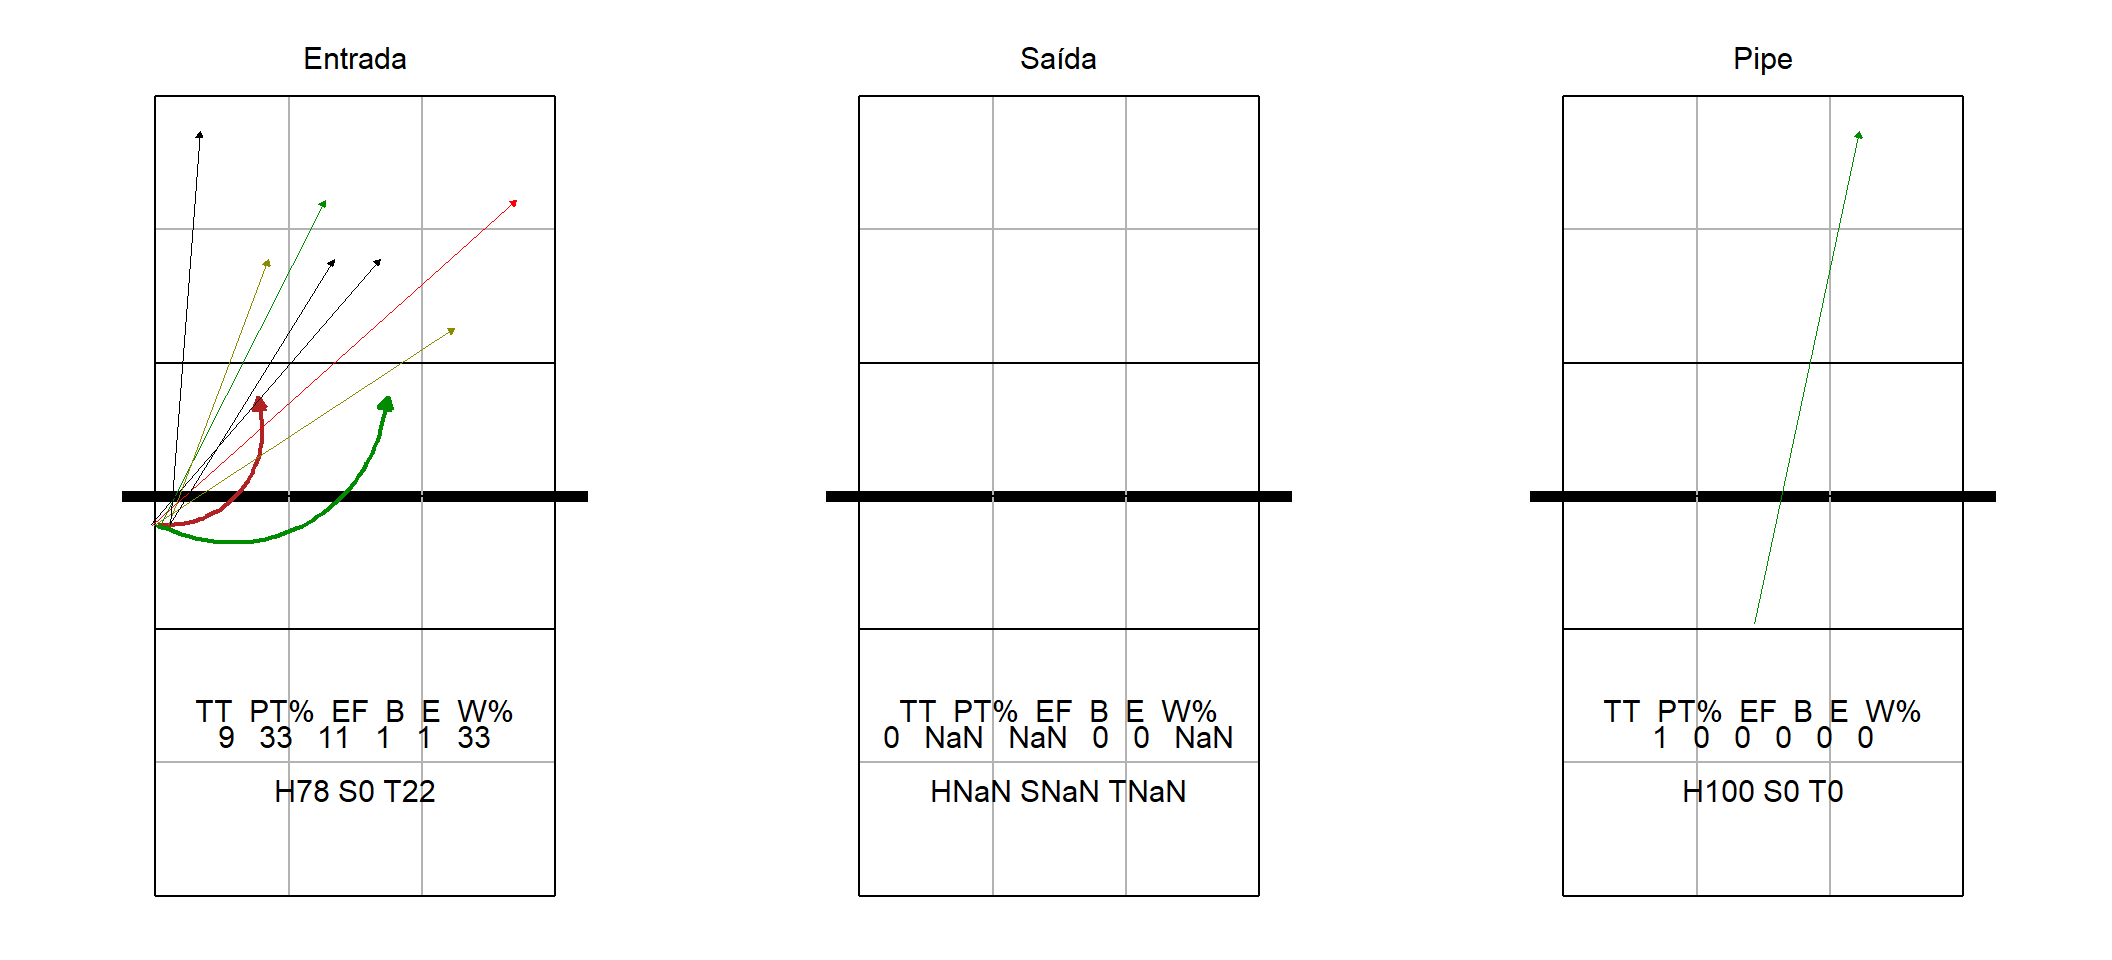 Entrada
TT PT% EF B E W%
9 33 11 1 1 33
H78 S0 T22
Saída
TT PT% EF B E W%
0 NaN NaN 0 0 NaN
HNaN SNaN TNaN
Pipe
TT PT% EF B E W%
1 0 0 0 0 0
H100 S0 T0